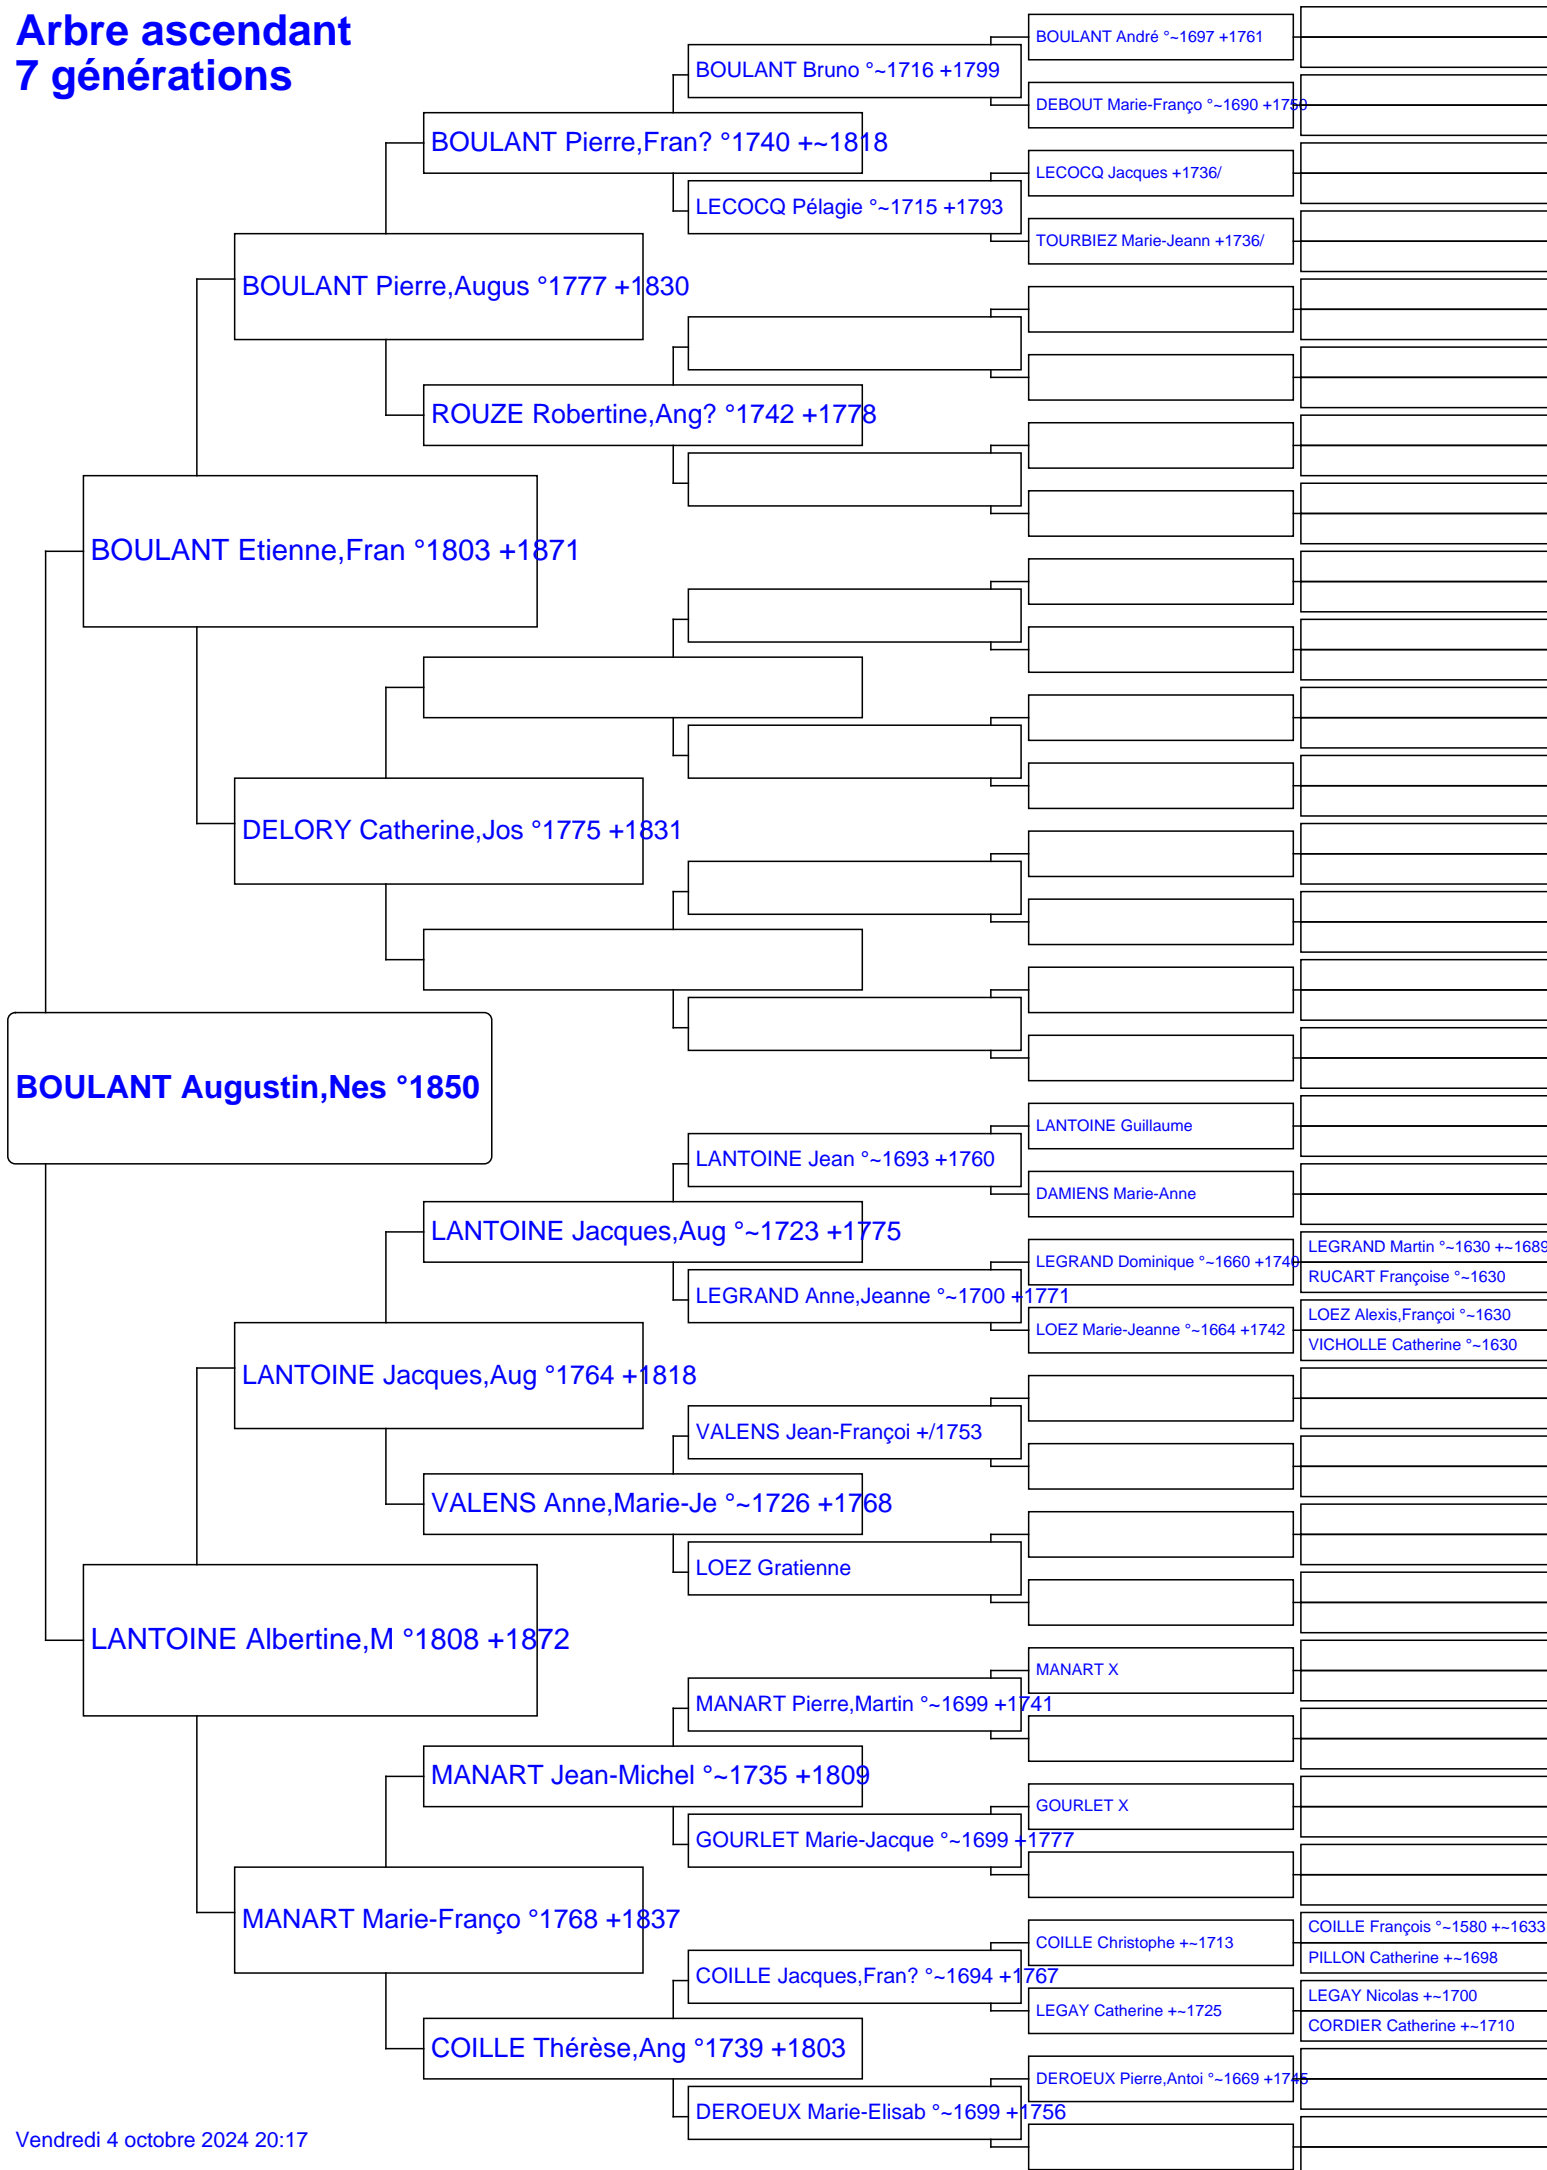 Arbre ascendant
7 générations
BOULANT André °~1697 +1761
BOULANT Bruno °~1716 +1799
DEBOUT Marie-Franço °~1690 +1750
BOULANT Pierre,Fran? °1740 +~1818
LECOCQ Jacques +1736/
LECOCQ Pélagie °~1715 +1793
TOURBIEZ Marie-Jeann +1736/
BOULANT Pierre,Augus °1777 +1830
ROUZE Robertine,Ang? °1742 +1778
BOULANT Etienne,Fran °1803 +1871
DELORY Catherine,Jos °1775 +1831
BOULANT Augustin,Nes °1850
LANTOINE Guillaume
LANTOINE Jean °~1693 +1760
DAMIENS Marie-Anne
LANTOINE Jacques,Aug °~1723 +1775
LEGRAND Martin °~1630 +~1689
LEGRAND Dominique °~1660 +1740
RUCART Françoise °~1630
LEGRAND Anne,Jeanne °~1700 +1771
LOEZ Alexis,Françoi °~1630
LOEZ Marie-Jeanne °~1664 +1742
VICHOLLE Catherine °~1630
LANTOINE Jacques,Aug °1764 +1818
VALENS Jean-Françoi +/1753
VALENS Anne,Marie-Je °~1726 +1768
LOEZ Gratienne
LANTOINE Albertine,M °1808 +1872
MANART X
MANART Pierre,Martin °~1699 +1741
MANART Jean-Michel °~1735 +1809
GOURLET X
GOURLET Marie-Jacque °~1699 +1777
MANART Marie-Franço °1768 +1837
COILLE François °~1580 +~1633
COILLE Christophe +~1713
PILLON Catherine +~1698
COILLE Jacques,Fran? °~1694 +1767
LEGAY Nicolas +~1700
LEGAY Catherine +~1725
CORDIER Catherine +~1710
COILLE Thérèse,Ang °1739 +1803
DEROEUX Pierre,Antoi °~1669 +1745
DEROEUX Marie-Elisab °~1699 +1756
Vendredi 4 octobre 2024 20:17